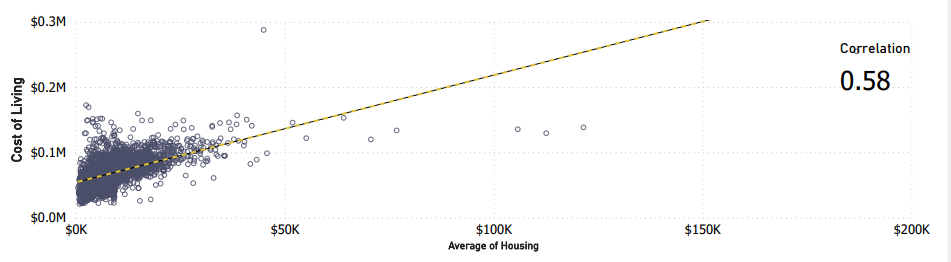 $0.3M
Correlation
0.58
$0.2M
Cost of Living
$0.1M
$0.0M
$0K $50K $100K $150K $200K
Average of Housing